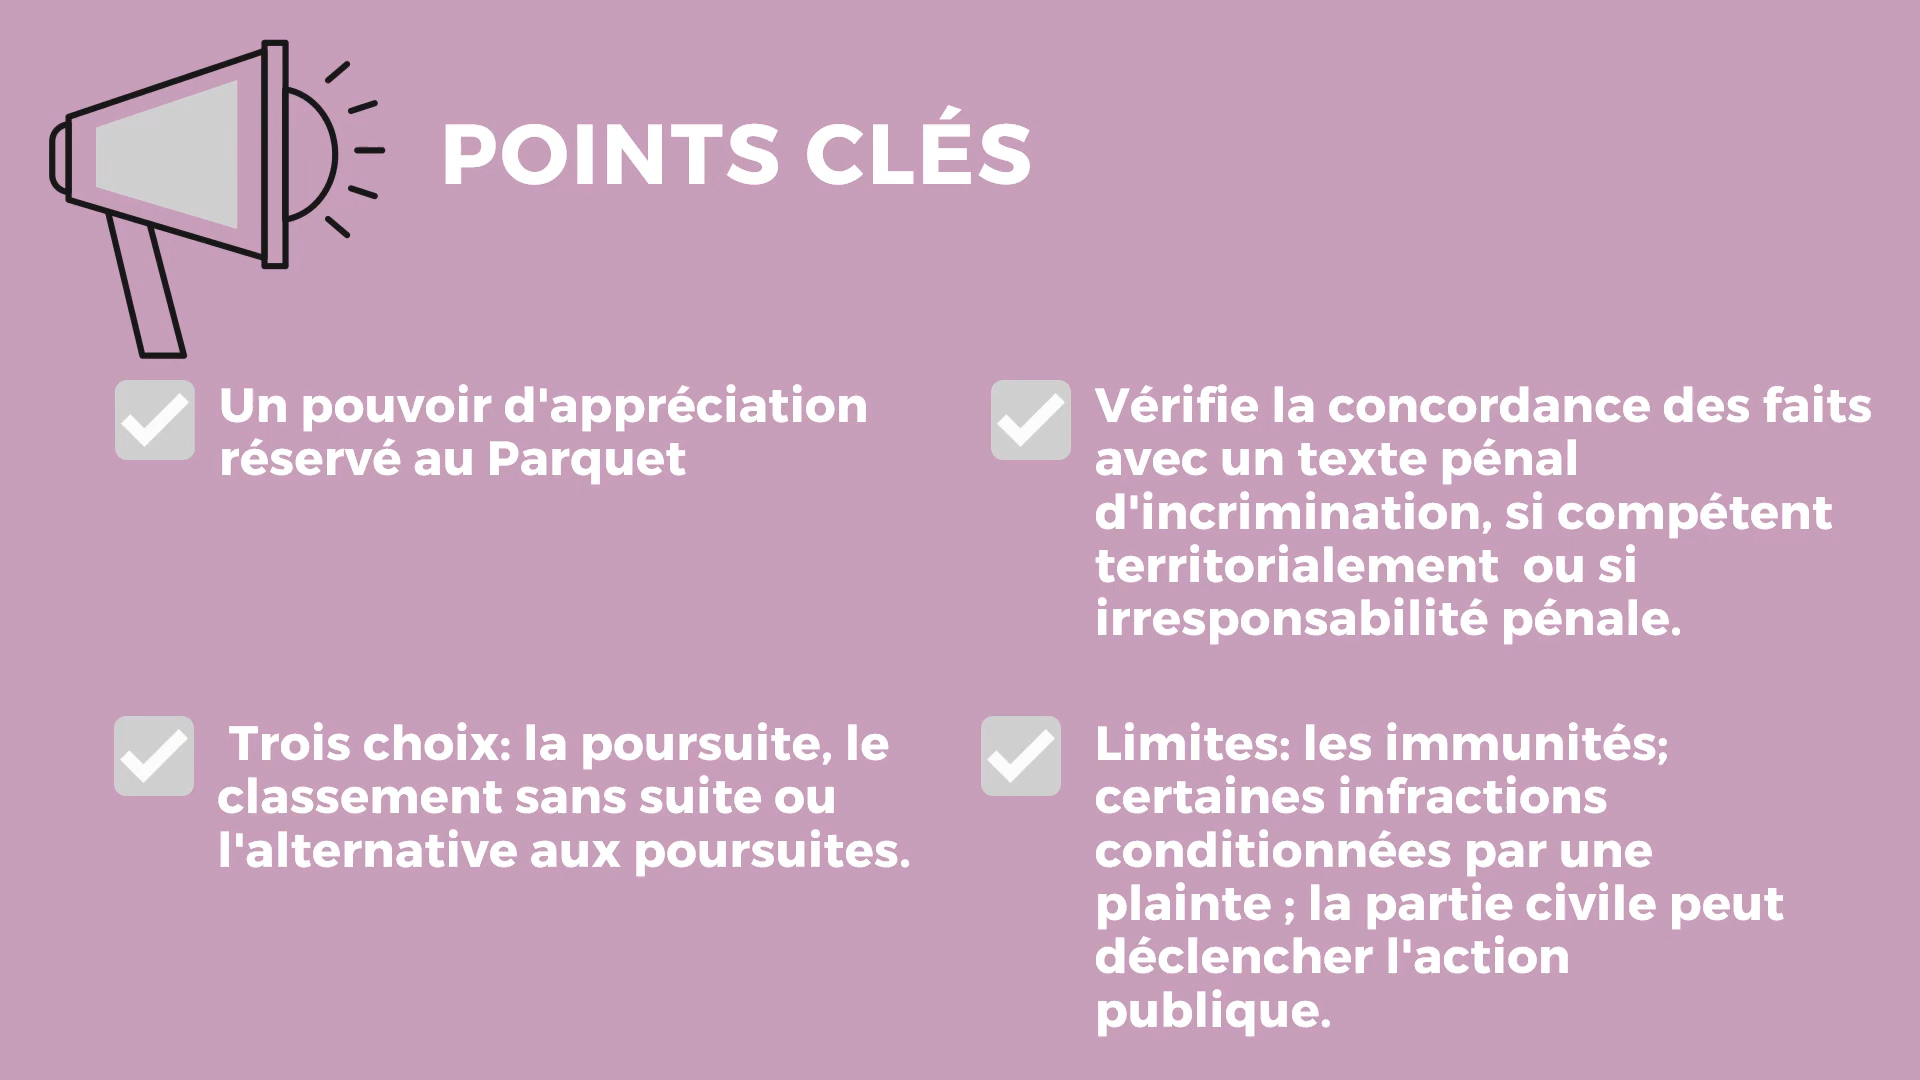 POINTS CLÉS
Un pouvoir d'appréciation
réservé au Parquet
Vérifie la concordance des faits
avec un texte pénal
d'incrimination, si compétent
territorialement  ou si
irresponsabilité pénale.
Trois choix: la poursuite, le
classement sans suite ou
l'alternative aux poursuites.
Limites: les immunités;
certaines infractions
conditionnées par une
plainte ; la partie civile peut
déclencher l'action
publique.